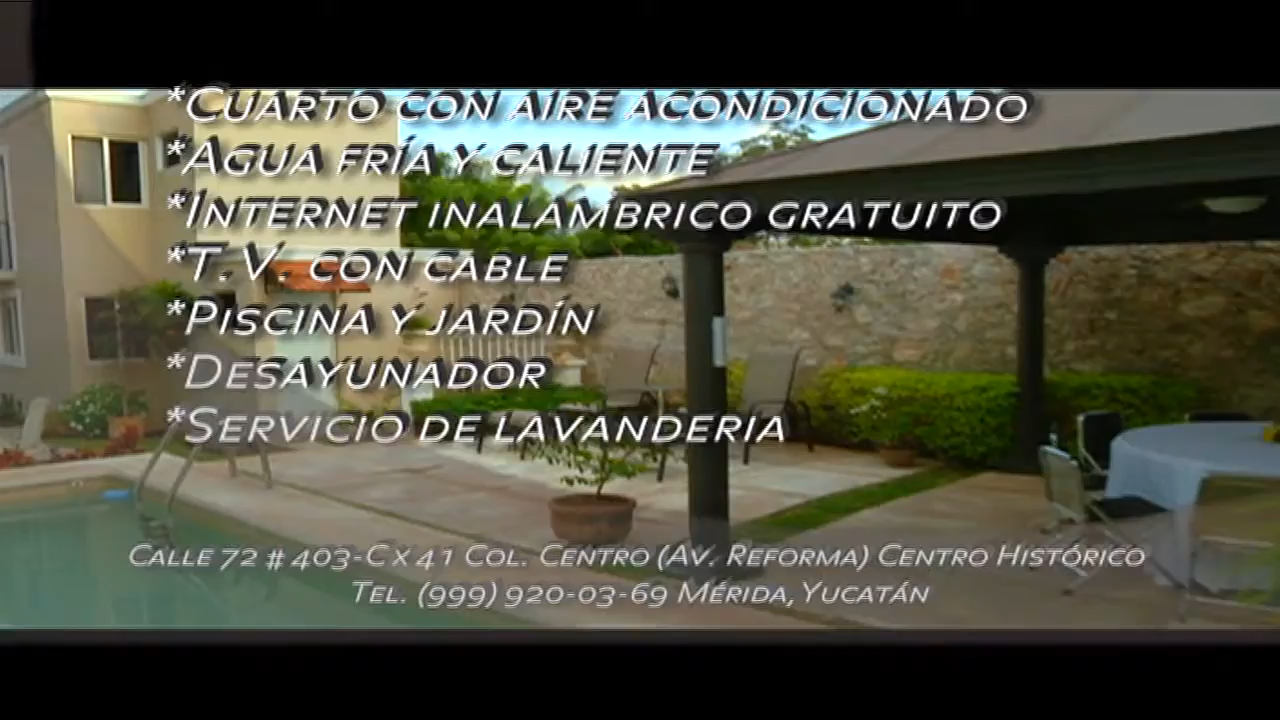 *Cuarto con aire acondicionado
*Agua fría y caliente
*Internet inalámbrico gratuito
*T.V. con cable
*Piscina y jardín
*Desayunador
*Servicio de lavanderia
Calle 72 # 403-C x 41 Col. Centro (Av. Reforma) Centro Histórico
Tel. (999) 920-03-69 Mérida, Yucatán